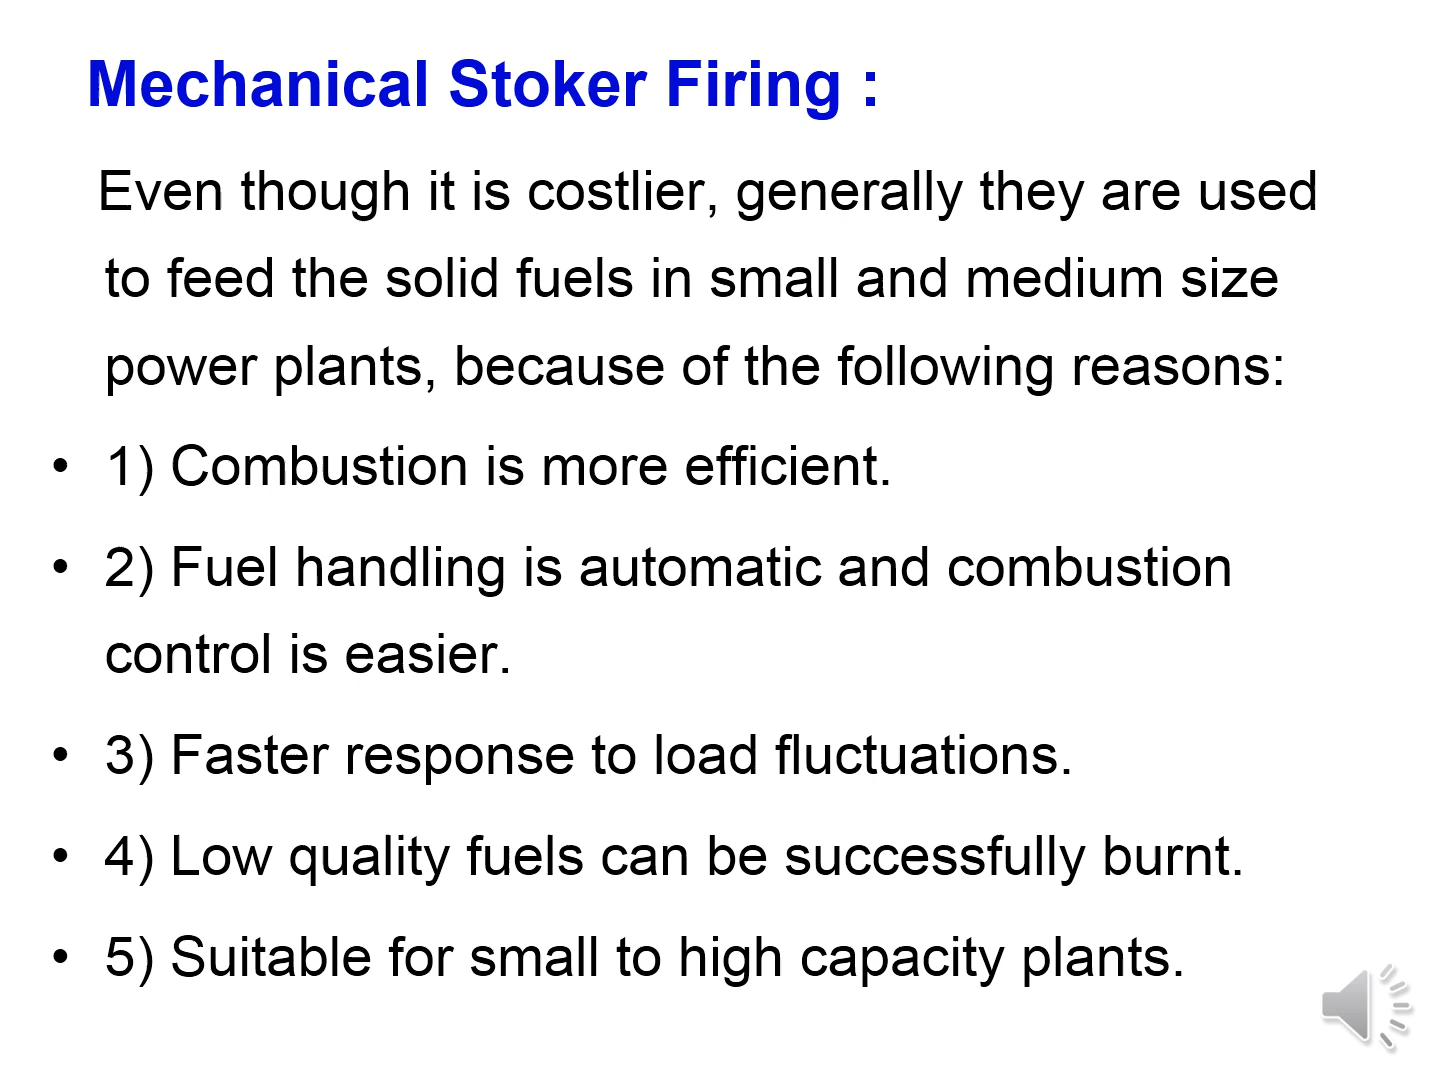 Mechanical Stoker Firing :
Even though it is costlier, generally they are used
to feed the solid fuels in small and medium size
power plants, because of the following reasons:
• 1) Combustion is more efficient.
• 2) Fuel handling is automatic and combustion
control is easier.
• 3) Faster response to load fluctuations.
• 4) Low quality fuels can be successfully burnt.
• 5) Suitable for small to high capacity plants.